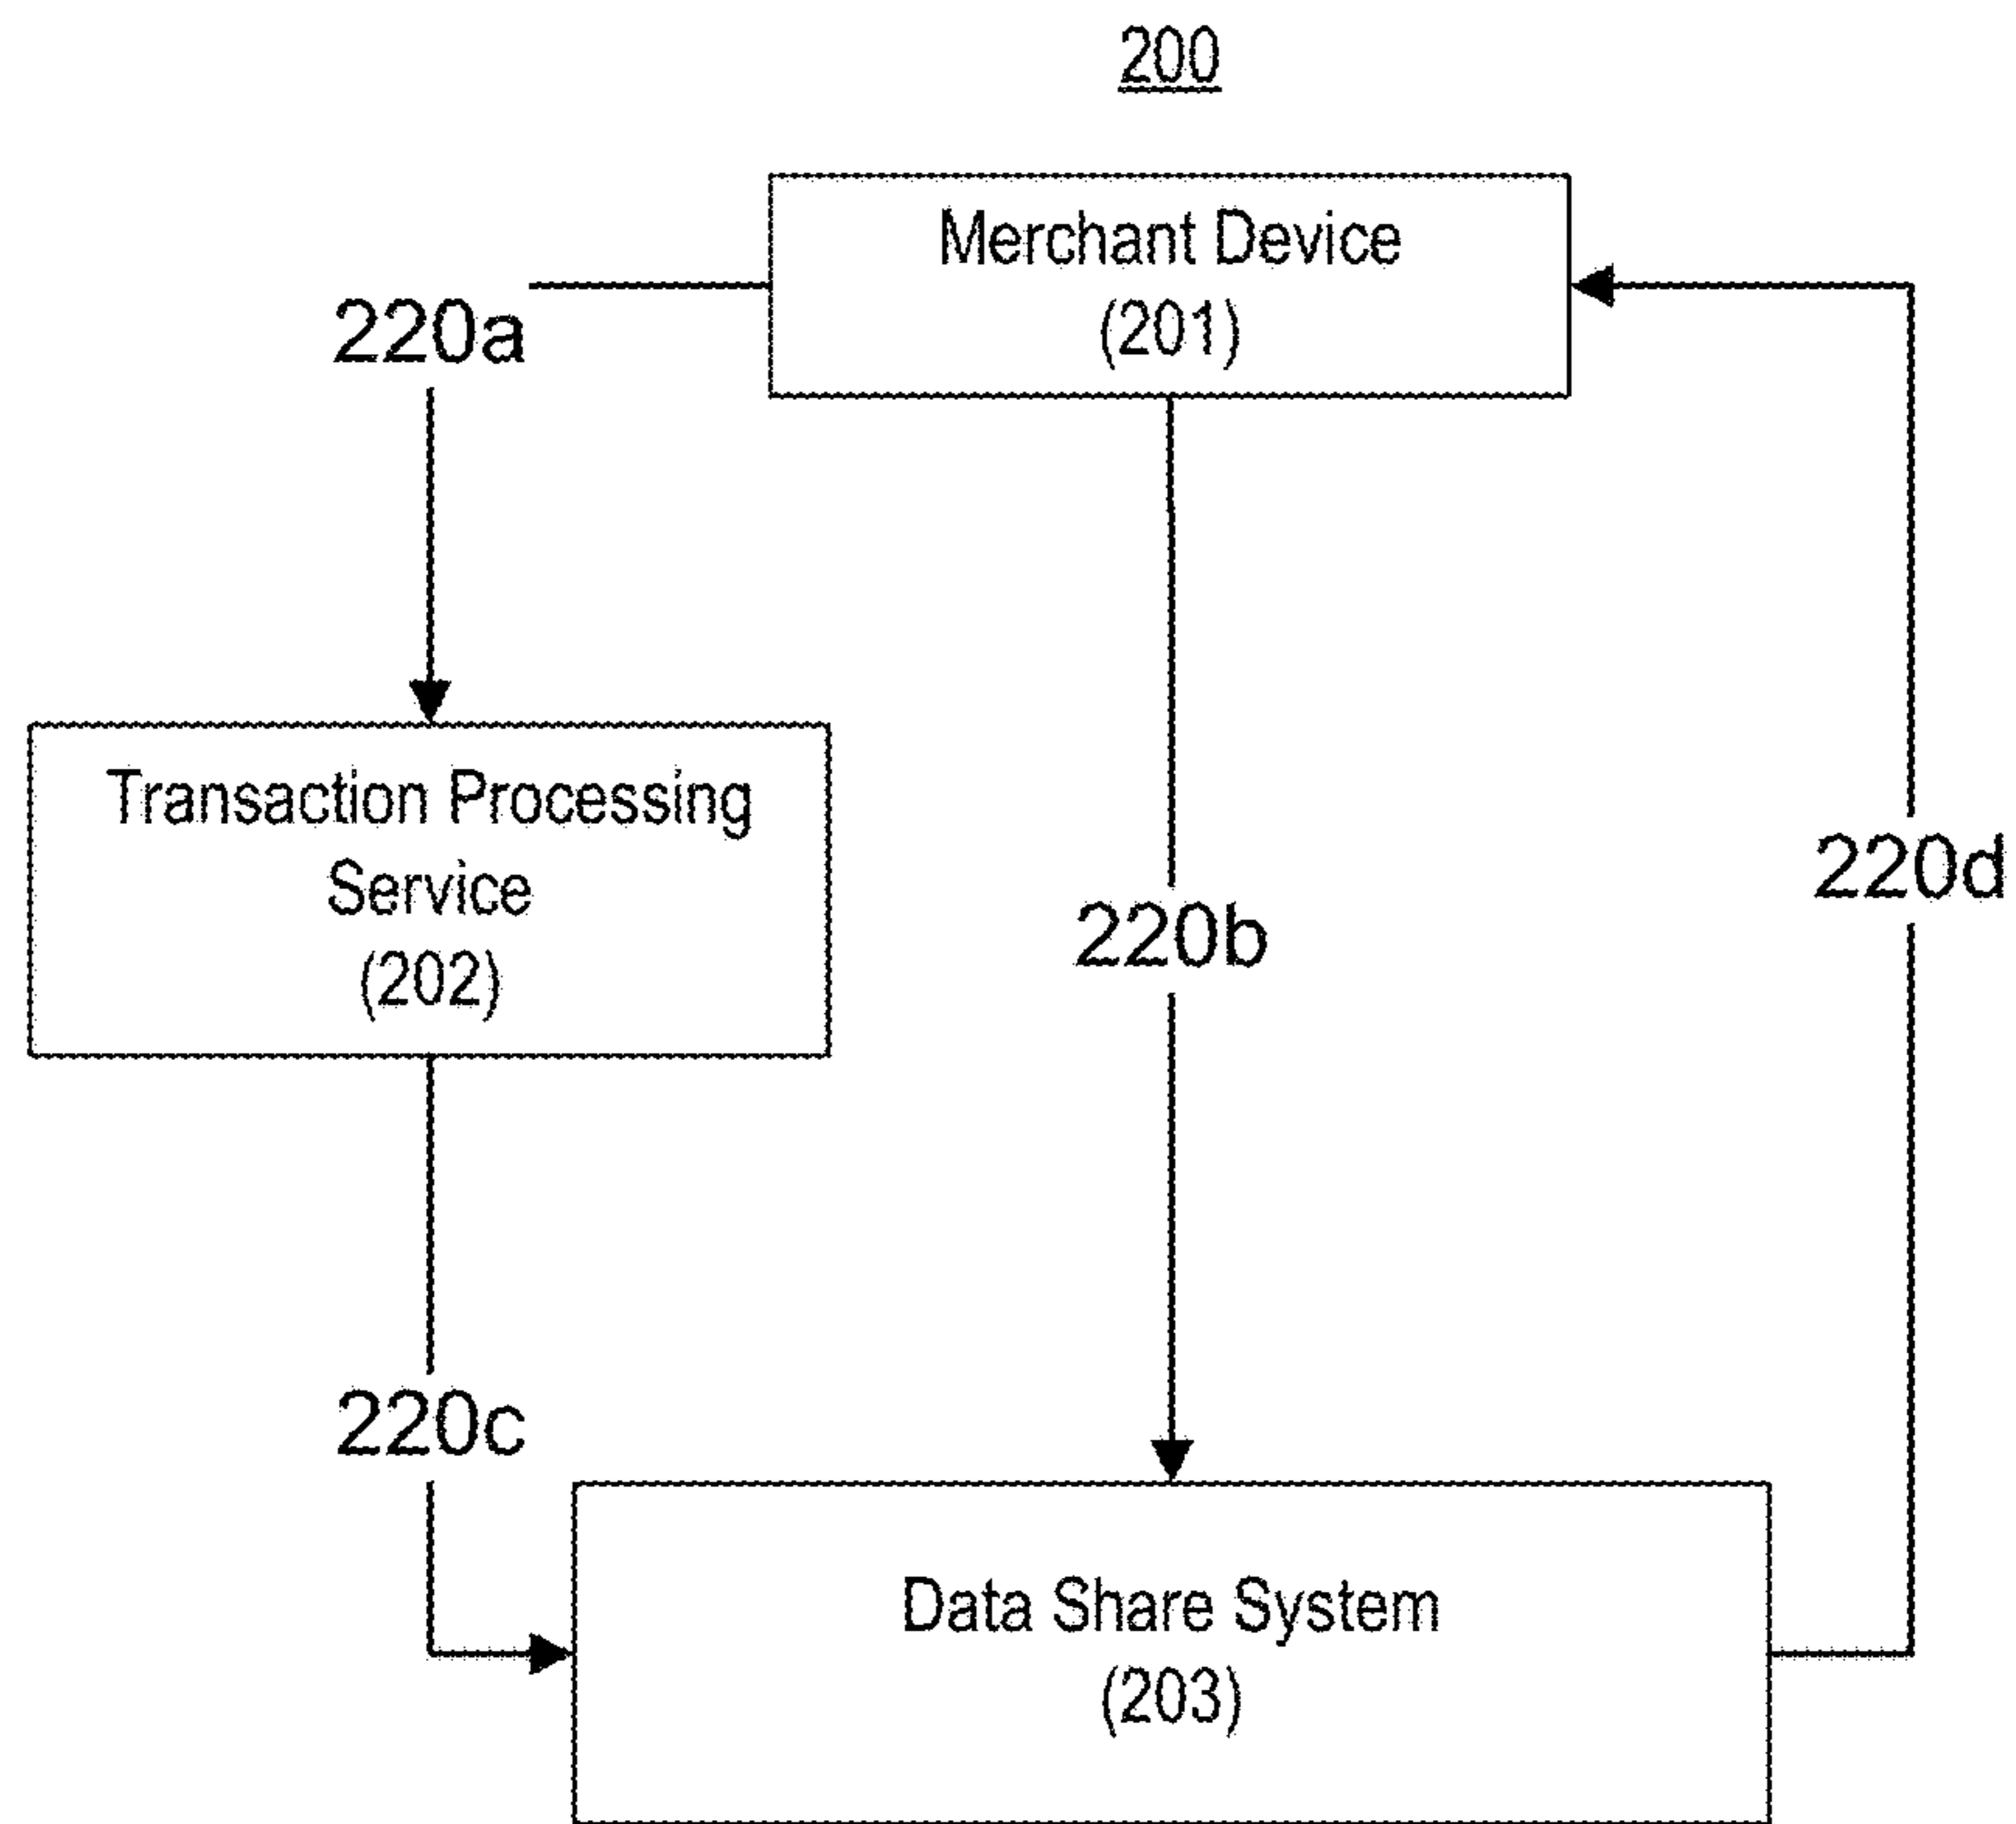 200
Merchant Device
(201)
220a
Transaction Processing
Service
(202)
220b
220d
220c
Data Share System
(203)